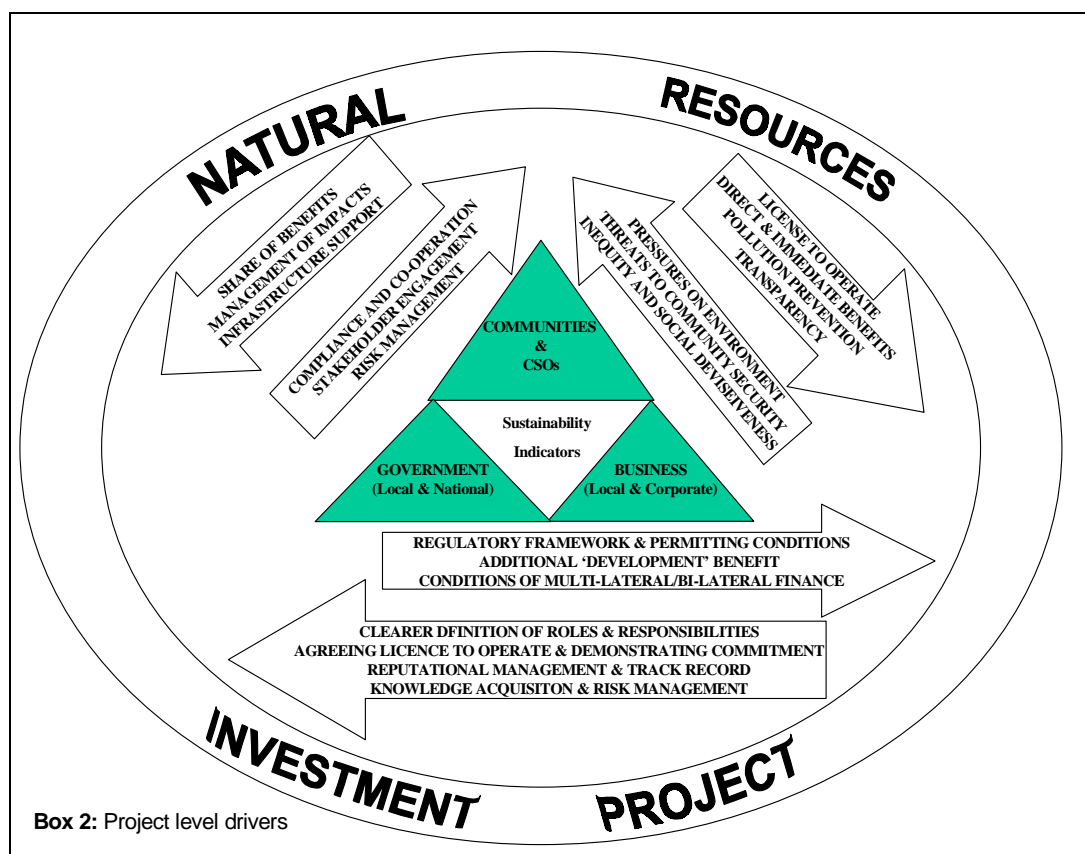 NATURAL
RESOURCES
SHARE OF BENEFITS
MANAGEMENT OF IMPACTS
INFRASTRUCTURE SUPPORT
COMPLIANCE AND CO-OPERATION
STAKEHOLDER ENGAGEMENT
RISK MANAGEMENT
PRESSURES ON ENVIRONMENT
THREATS TO COMMUNITY SECURITY
INEQUITY AND SOCIAL DEVISEIVENESS
LICENSE TO OPERATE
DIRECT & IMMEDIATE BENEFITS
POLLUTION PREVENTION
TRANSPARENCY
COMMUNITIES
&
CSOs
Sustainability
Indicators
GOVERNMENT
(Local & National)
BUSINESS
(Local & Corporate)
REGULATORY FRAMEWORK & PERMITTING CONDITIONS
ADDITIONAL ‘DEVELOPMENT’ BENEFIT
CONDITIONS OF MULTI-LATERAL/BI-LATERAL FINANCE
CLEARER DFINITION OF ROLES & RESPONSIBILITIES
AGREEING LICENCE TO OPERATE & DEMONSTRATING COMMITMENT
REPUTATIONAL MANAGEMENT & TRACK RECORD
KNOWLEDGE ACQUISITON & RISK MANAGEMENT
INVESTMENT
PROJECT
Box 2: Project level drivers